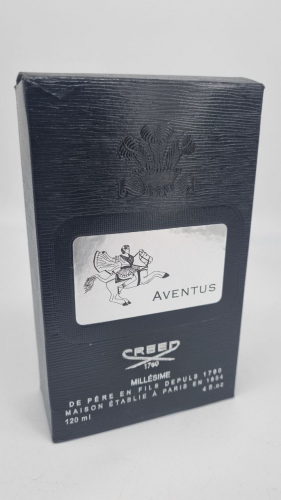 AVENTUS
CREED
1760
MILLÉSIME
DE PÈRE EN FILS DEPUIS 1760
MAISON ÉTABLIE À PARIS EN 1854
120 ml 4 fl.oz